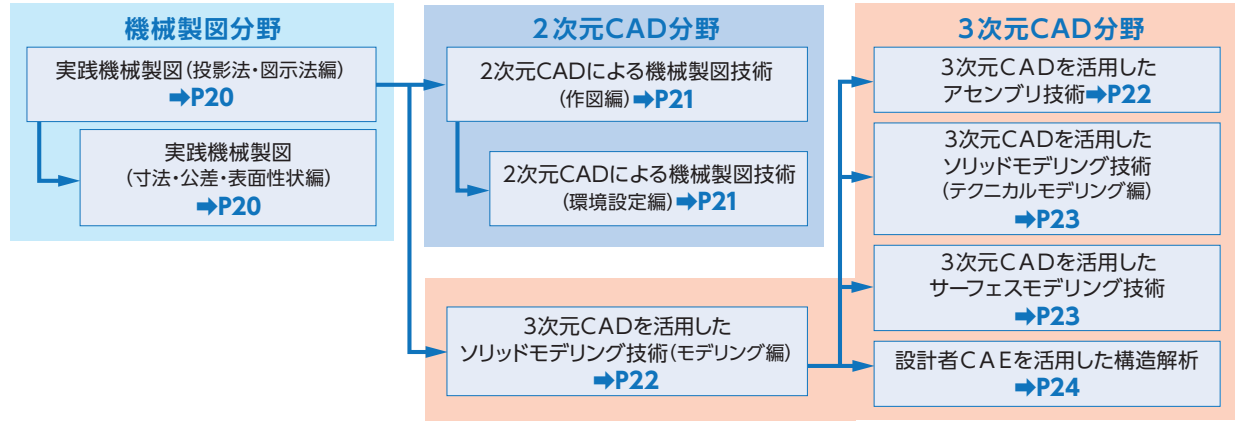 機械製図分野
実践機械製図(投影法・図示法編)
➡P20
実践機械製図
(寸法・公差・表面性状編)
➡P20
2次元CAD分野
2次元CADによる機械製図技術
(作図編)➡P21
2次元CADによる機械製図技術
(環境設定編)➡P21
3次元CADを活用した
ソリッドモデリング技術(モデリング編)
➡P22
3次元CAD分野
3次元CADを活用した
アセンブリ技術➡P22
3次元CADを活用した
ソリッドモデリング技術
(テクニカルモデリング編)
➡P23
3次元CADを活用した
サーフェスモデリング技術
➡P23
設計者CAEを活用した構造解析
➡P24